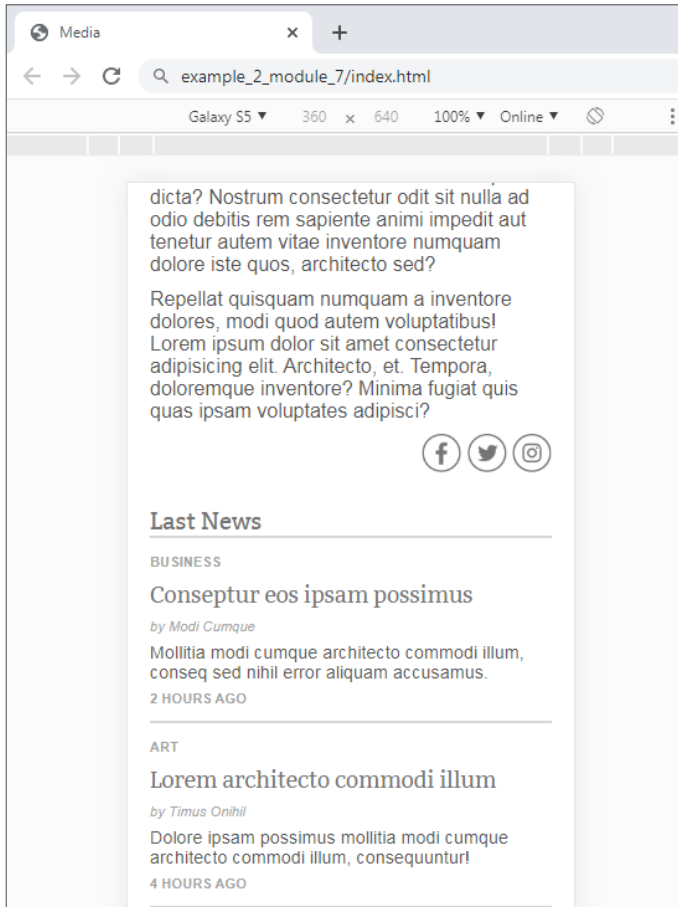 Media
example_2_module_7/index.html
Galaxy S5 ▼ 360 x 640 100% ▼ Online ▼
dicta? Nostrum consectetur odit sit nulla ad
odio debitis rem sapiente animi impedit aut
tenetur autem vitae inventore numquam
dolore iste quos, architecto sed?
Repellat quisquam numquam a inventore
dolores, modi quod autem voluptatibus!
Lorem ipsum dolor sit amet consectetur
adipisicing elit. Architecto, et. Tempora,
doloremque inventore? Minima fugiat quis
quas ipsam voluptates adipisci?
Last News
BUSINESS
Conseptur eos ipsam possimus
by Modi Cumque
Mollitia modi cumque architecto commodi illum,
conseq sed nihil error aliquam accusamus.
2 HOURS AGO
ART
Lorem architecto commodi illum
by Timus Onihil
Dolore ipsam possimus mollitia modi cumque
architecto commodi illum, consequuntur!
4 HOURS AGO